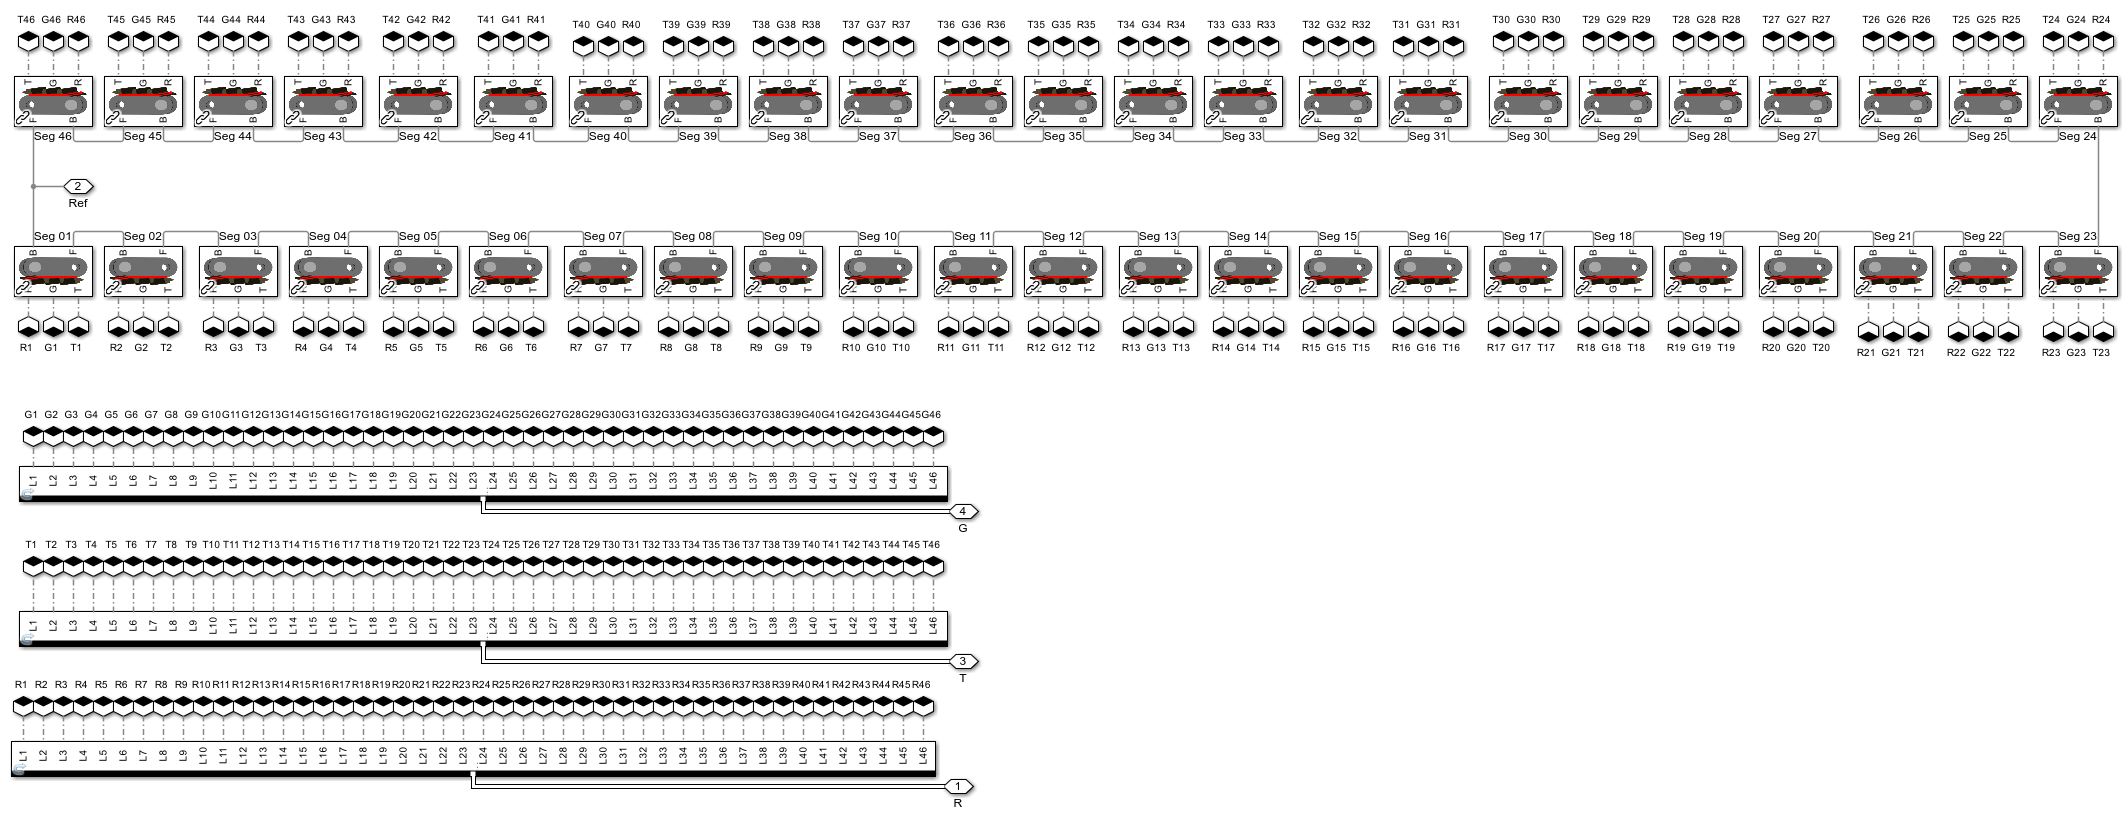 T46 G46 R46 T45 G45 R45 T44 G44 R44 T43 G43 R43 T42 G42 R42 T41 G41 R41 T40 G40 R40 T39 G39 R39 T38 G38 R38 T37 G37 R37 T36 G36 R36 T35 G35 R35 T34 G34 R34 T33 G33 R33 T32 G32 R32 T31 G31 R31 T30 G30 R30 T29 G29 R29 T28 G28 R28 T27 G27 R27 T26 G26 R26 T25 G25 R25 T24 G24 R24
T G R T G R T G R T G R T G R T G R T G R T G R T G R T G R T G R T G R T G R T G R T G R T G R T G R T G R T G R T G R T G R T G R T G R
F B F B F B F B F B F B F B F B F B F B F B F B F B F B F B F B F B F B F B F B F B F B F B
Seg 46 Seg 45 Seg 44 Seg 43 Seg 42 Seg 41 Seg 40 Seg 39 Seg 38 Seg 37 Seg 36 Seg 35 Seg 34 Seg 33 Seg 32 Seg 31 Seg 30 Seg 29 Seg 28 Seg 27 Seg 26 Seg 25 Seg 24
2
Ref
Seg 01 Seg 02 Seg 03 Seg 04 Seg 05 Seg 06 Seg 07 Seg 08 Seg 09 Seg 10 Seg 11 Seg 12 Seg 13 Seg 14 Seg 15 Seg 16 Seg 17 Seg 18 Seg 19 Seg 20 Seg 21 Seg 22 Seg 23
B F B F B F B F B F B F B F B F B F B F B F B F B F B F B F B F B F B F B F B F B F B F B F
G T G T G T G T G T G T G T G T G T G T G T G T G T G T G T G T G T G T G T G T G T G T G T
R1 G1 T1 R2 G2 T2 R3 G3 T3 R4 G4 T4 R5 G5 T5 R6 G6 T6 R7 G7 T7 R8 G8 T8 R9 G9 T9 R10 G10 T10 R11 G11 T11 R12 G12 T12 R13 G13 T13 R14 G14 T14 R15 G15 T15 R16 G16 T16 R17 G17 T17 R18 G18 T18 R19 G19 T19 R20 G20 T20 R21 G21 T21 R22 G22 T22 R23 G23 T23
G1 G2 G3 G4 G5 G6 G7 G8 G9 G10 G11 G12 G13 G14 G15 G16 G17 G18 G19 G20 G21 G22 G23 G24 G25 G26 G27 G28 G29 G30 G31 G32 G33 G34 G35 G36 G37 G38 G39 G40 G41 G42 G43 G44 G45 G46
L1 L2 L3 L4 L5 L6 L7 L8 L9 L10 L11 L12 L13 L14 L15 L16 L17 L18 L19 L20 L21 L22 L23 L24 L25 L26 L27 L28 L29 L30 L31 L32 L33 L34 L35 L36 L37 L38 L39 L40 L41 L42 L43 L44 L45 L46
4
G
T1 T2 T3 T4 T5 T6 T7 T8 T9 T10 T11 T12 T13 T14 T15 T16 T17 T18 T19 T20 T21 T22 T23 T24 T25 T26 T27 T28 T29 T30 T31 T32 T33 T34 T35 T36 T37 T38 T39 T40 T41 T42 T43 T44 T45 T46
L1 L2 L3 L4 L5 L6 L7 L8 L9 L10 L11 L12 L13 L14 L15 L16 L17 L18 L19 L20 L21 L22 L23 L24 L25 L26 L27 L28 L29 L30 L31 L32 L33 L34 L35 L36 L37 L38 L39 L40 L41 L42 L43 L44 L45 L46
3
T
R1 R2 R3 R4 R5 R6 R7 R8 R9 R10 R11 R12 R13 R14 R15 R16 R17 R18 R19 R20 R21 R22 R23 R24 R25 R26 R27 R28 R29 R30 R31 R32 R33 R34 R35 R36 R37 R38 R39 R40 R41 R42 R43 R44 R45 R46
L1 L2 L3 L4 L5 L6 L7 L8 L9 L10 L11 L12 L13 L14 L15 L16 L17 L18 L19 L20 L21 L22 L23 L24 L25 L26 L27 L28 L29 L30 L31 L32 L33 L34 L35 L36 L37 L38 L39 L40 L41 L42 L43 L44 L45 L46
1
R